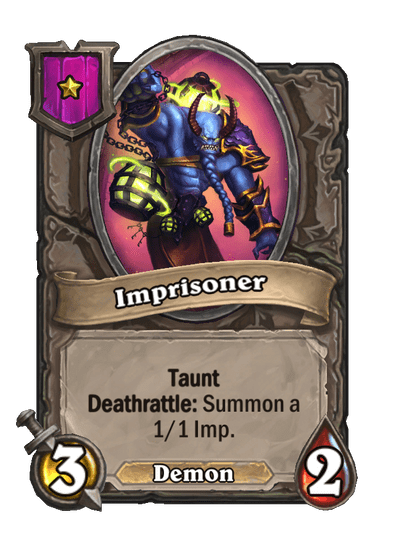 Imprisoner
Taunt
Deathrattle: Summon a
1/1 Imp.
3
Demon
2